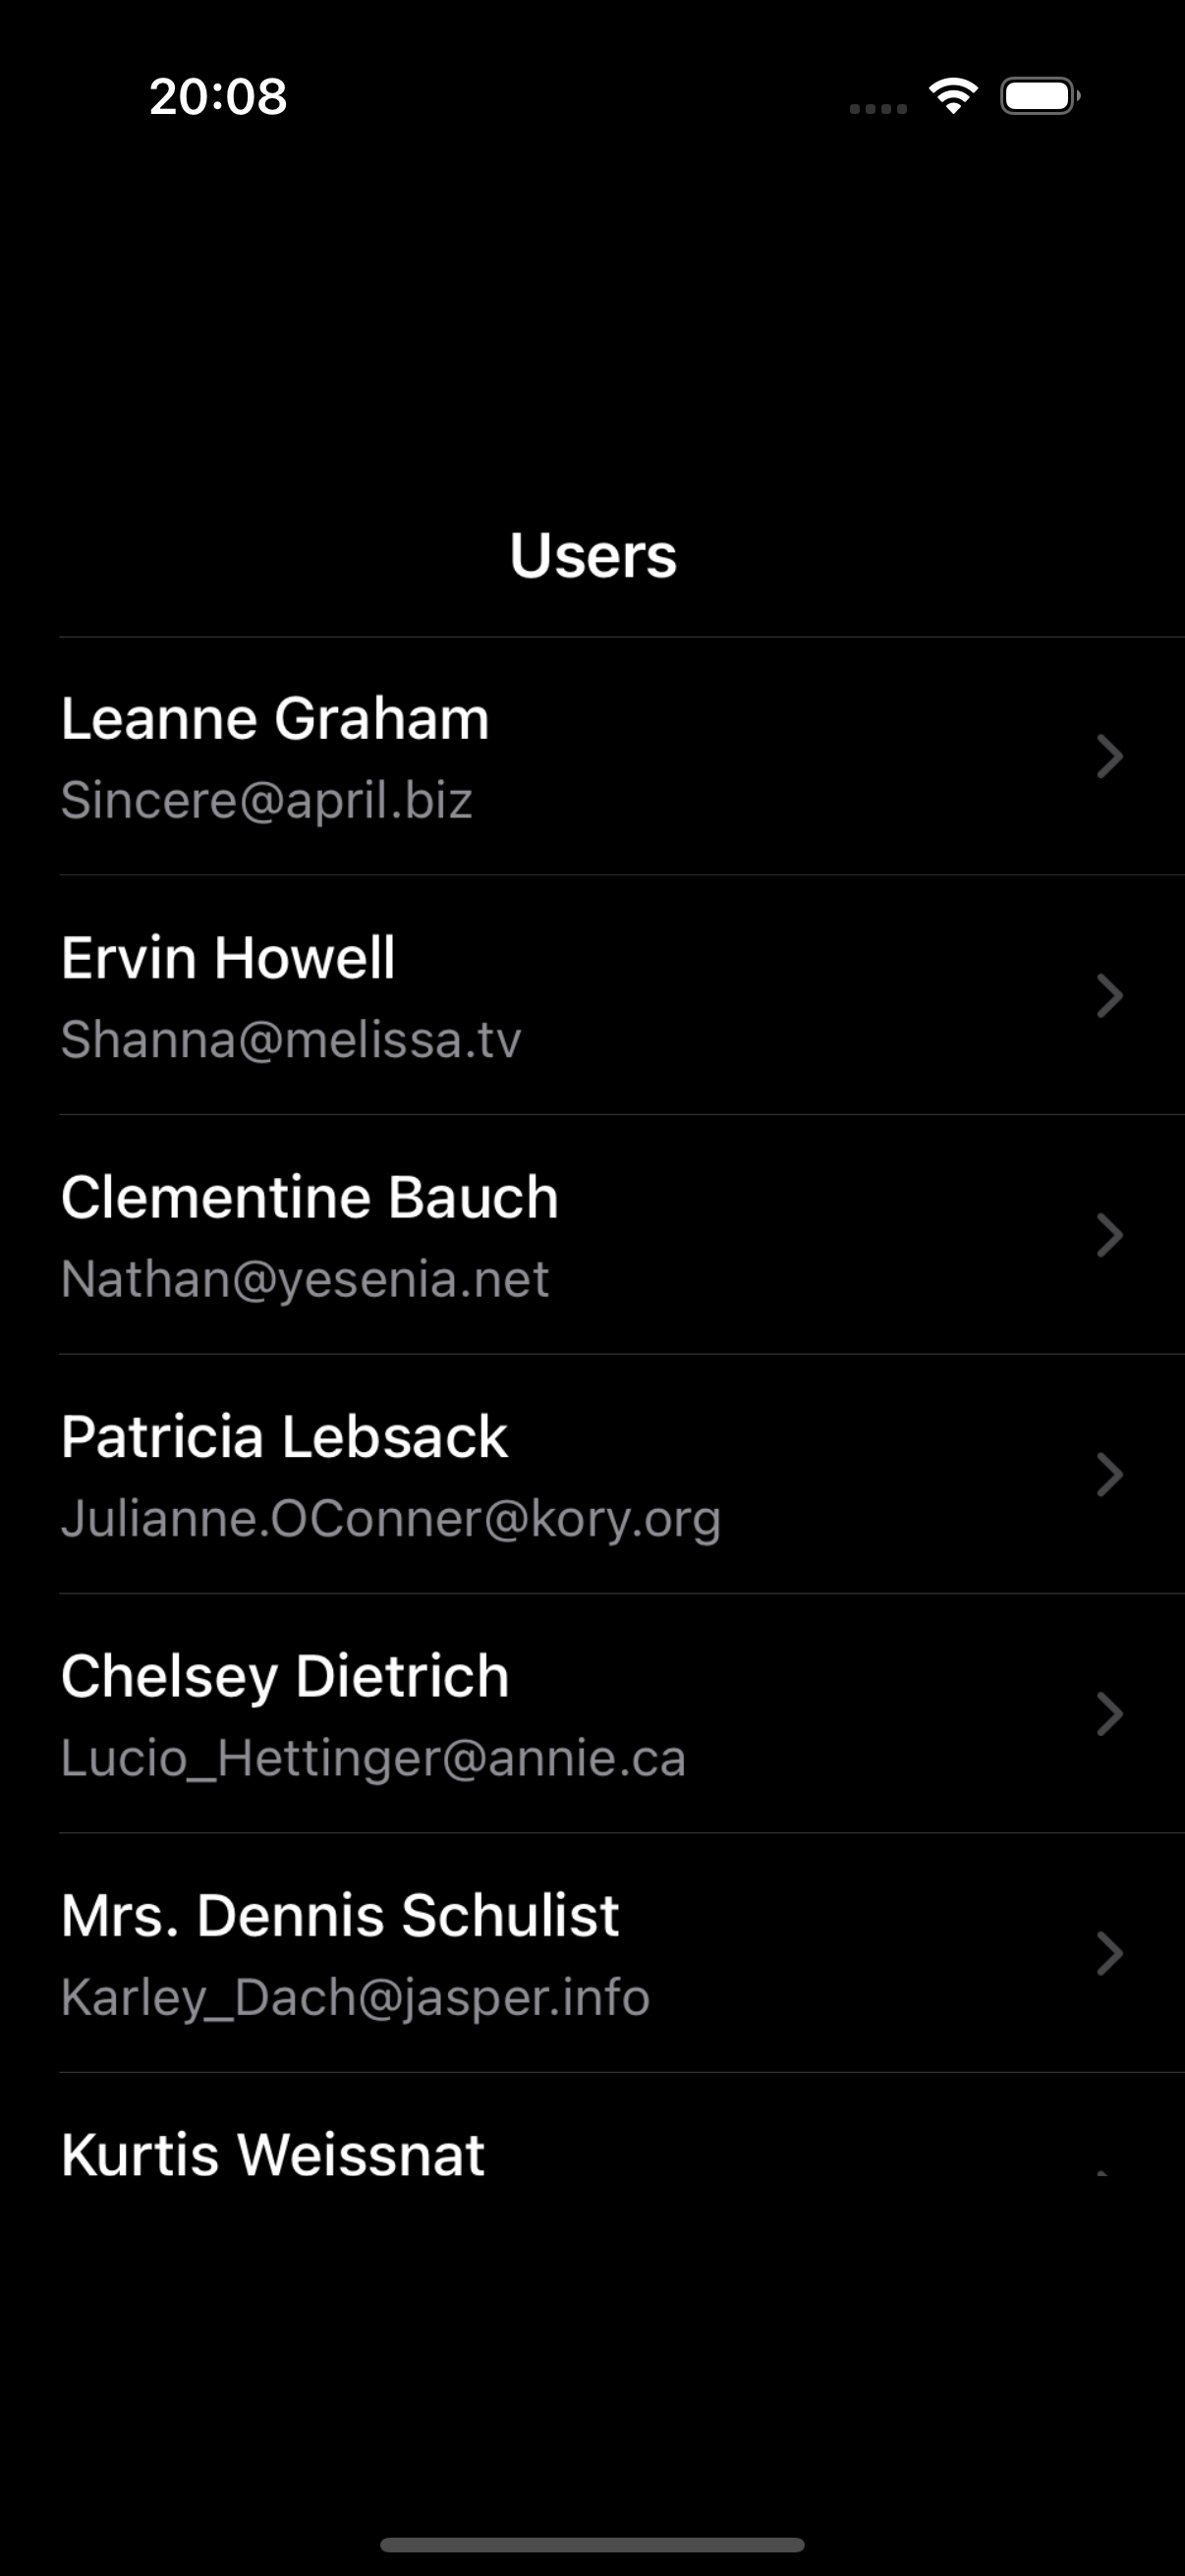 20:08
Users
Leanne Graham
Sincere@april.biz
Ervin Howell
Shanna@melissa.tv
Clementine Bauch
Nathan@yesenia.net
Patricia Lebsack
Julianne.OConner@kory.org
Chelsey Dietrich
Lucio_Hettinger@annie.ca
Mrs. Dennis Schulist
Karley_Dach@jasper.info
Kurtis Weissnat